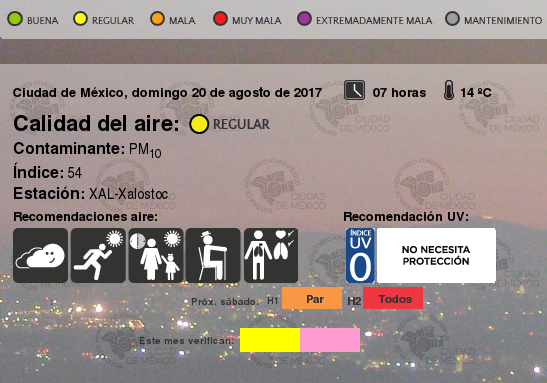 BUENA REGULAR MALA MUY MALA EXTREMADAMENTE MALA MANTENIMIENTO
Ciudad de México, domingo 20 de agosto de 2017 07 horas 14 ºC
Calidad del aire: REGULAR
Contaminante: PM10
Índice: 54
Estación: XAL-Xalostoc
Recomendaciones aire: Recomendación UV:
ÍNDICE
UV
0
NO NECESITA
PROTECCIÓN
Próx. sábado: H1 Par H2 Todos
Este mes verifican:
CIUDAD
DE MÉXICO